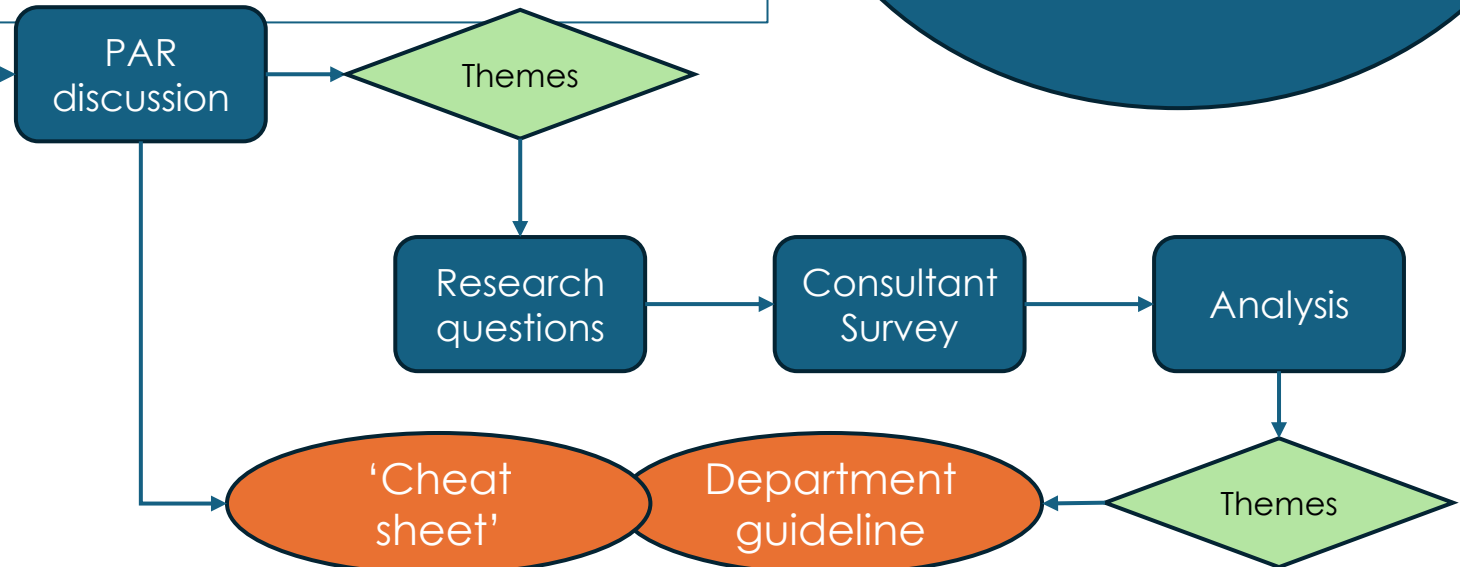 PAR
discussion
Themes
Research
questions
Consultant
Survey
Analysis
‘Cheat
sheet’
Department
guideline
Themes